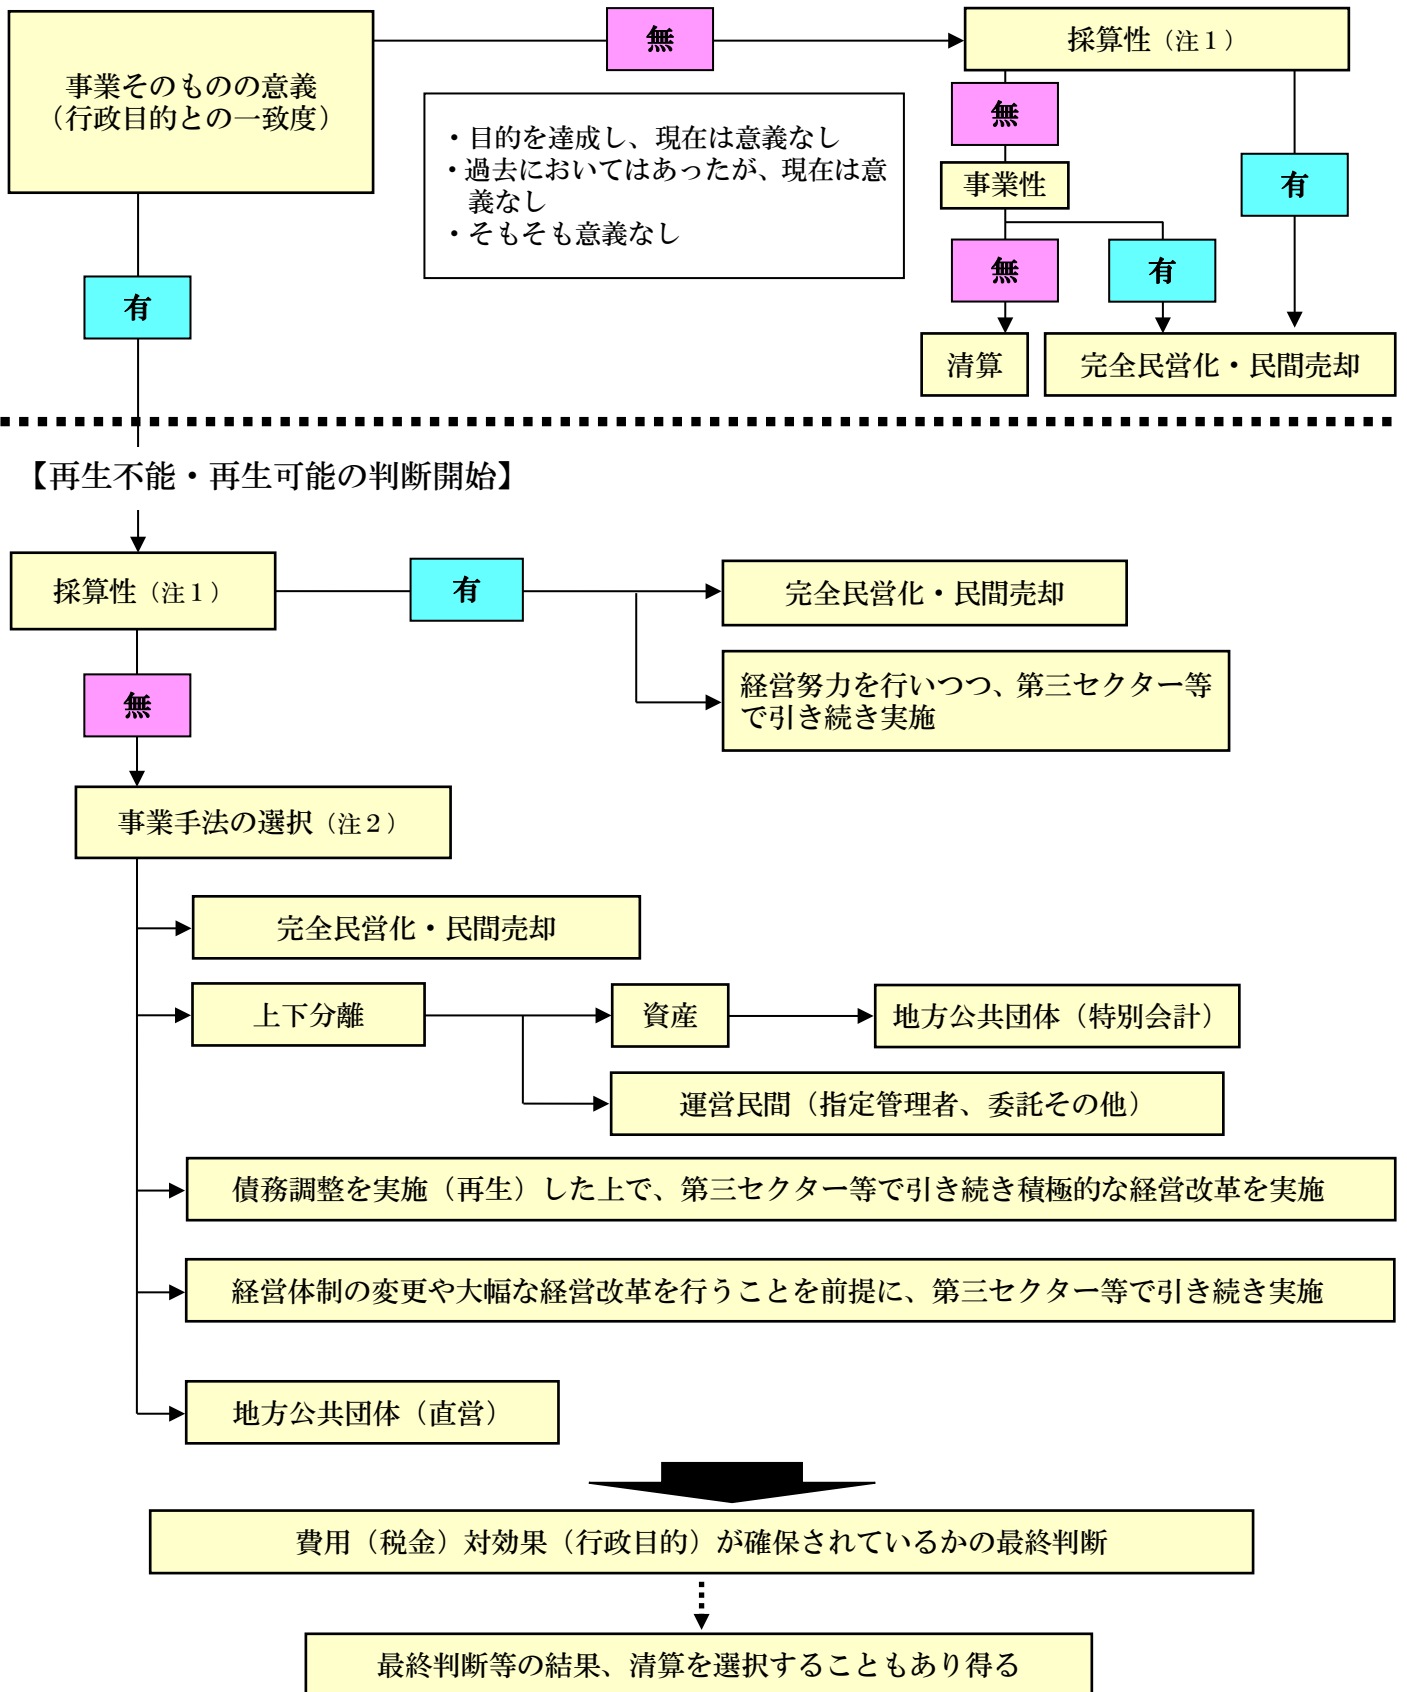 事業そのものの意義
（行政目的との一致度）
無
採算性（注１）
・目的を達成し、現在は意義なし
・過去においてはあったが、現在は意
義なし
・そもそも意義なし
無
事業性
有
無
有
有
清算
完全民営化・民間売却
【再生不能・再生可能の判断開始】
採算性（注１）
有
完全民営化・民間売却
経営努力を行いつつ、第三セクター等
で引き続き実施
無
事業手法の選択（注２）
完全民営化・民間売却
上下分離
資産
地方公共団体（特別会計）
運営民間（指定管理者、委託その他）
債務調整を実施（再生）した上で、第三セクター等で引き続き積極的な経営改革を実施
経営体制の変更や大幅な経営改革を行うことを前提に、第三セクター等で引き続き実施
地方公共団体（直営）
費用（税金）対効果（行政目的）が確保されているかの最終判断
最終判断等の結果、清算を選択することもあり得る